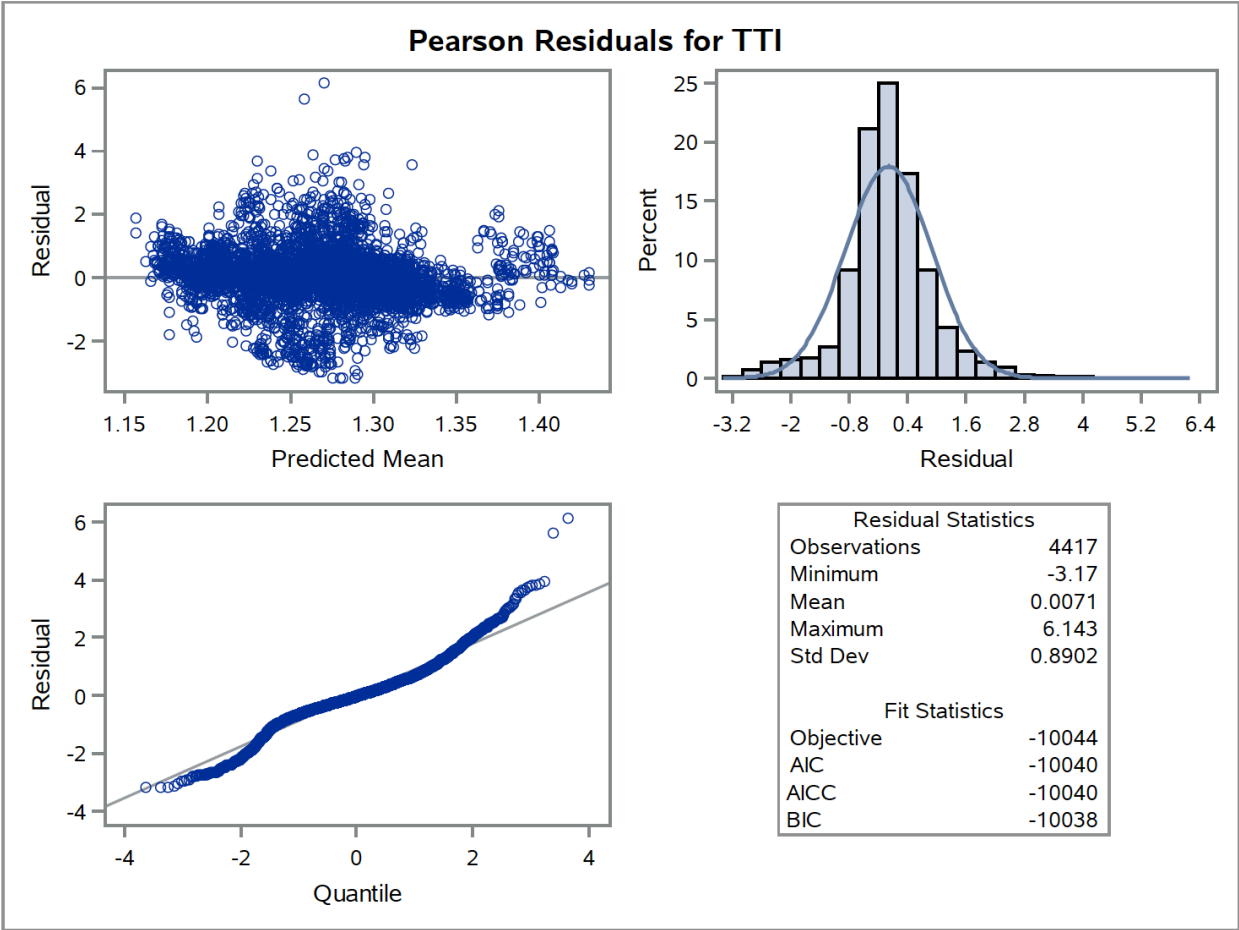 Pearson Residuals for TTI
6
4
2
0
-2
Residual
1.15 1.20 1.25 1.30 1.35 1.40
Predicted Mean
25
20
15
10
5
0
Percent
-3.2 -2 -0.8 0.4 1.6 2.8 4 5.2 6.4
Residual
6
4
2
0
-2
-4
Residual
-4 -2 0 2 4
Quantile
Residual Statistics
Observations 4417
Minimum -3.17
Mean 0.0071
Maximum 6.143
Std Dev 0.8902
Fit Statistics
Objective -10044
AIC -10040
AICC -10040
BIC -10038